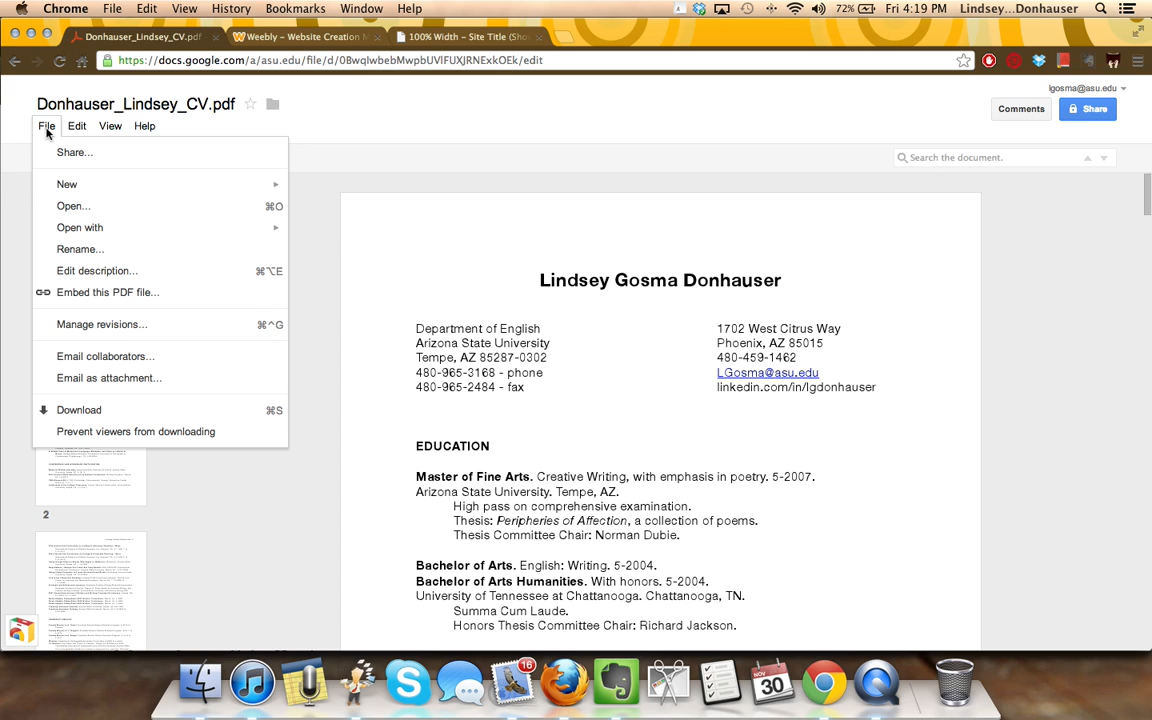 Chrome File Edit View History Bookmarks Window Help 72% Fri 4:19 PM Lindsey...Donhauser
Donhauser_Lindsey_CV.pdf Weebly – Website Creation M 100% Width – Site Title (Sho
https://docs.google.com/a/asu.edu/file/d/0BwqlwbebMwpbUVlFUXJRNExkOEk/edit
lgosma@asu.edu
Donhauser_Lindsey_CV.pdf
Comments Share
File Edit View Help
Search the document.
Share...
New
Open... ⌘O
Open with
Rename...
Edit description... ⌘⌥E
Embed this PDF file...
Manage revisions... ⌘^G
Email collaborators...
Email as attachment...
Download ⌘S
Prevent viewers from downloading
2
Lindsey Gosma Donhauser
Department of English
Arizona State University
Tempe, AZ 85287-0302
480-965-3168 - phone
480-965-2484 - fax
1702 West Citrus Way
Phoenix, AZ 85015
480-459-1462
LGosma@asu.edu
linkedin.com/in/lgdonhauser
EDUCATION
Master of Fine Arts. Creative Writing, with emphasis in poetry. 5-2007.
Arizona State University. Tempe, AZ.
High pass on comprehensive examination.
Thesis: Peripheries of Affection, a collection of poems.
Thesis Committee Chair: Norman Dubie.
Bachelor of Arts. English: Writing. 5-2004.
Bachelor of Arts Humanities. With honors. 5-2004.
University of Tennessee at Chattanooga. Chattanooga, TN.
Summa Cum Laude.
Honors Thesis Committee Chair: Richard Jackson.
16
NOV
30